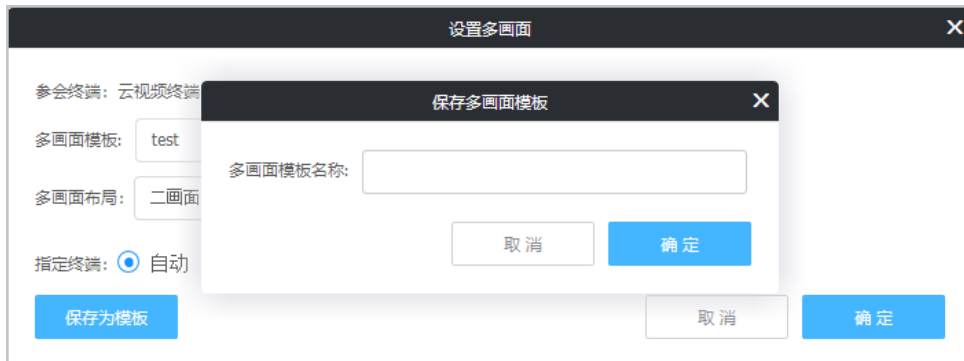 设置多画面
参会终端：云视频终端
保存多画面模板
多画面模板:
test
多画面模板名称:
多画面布局：
二画面
取消
确定
指定终端:
自动
保存为模板
取消
确定